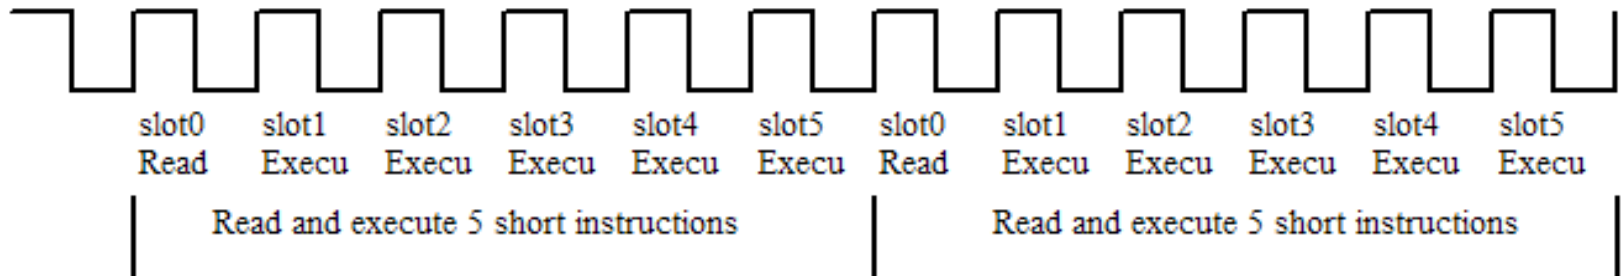 slot0 slot1 slot2 slot3 slot4 slot5 slot0 slot1 slot2 slot3 slot4 slot5
Read Execu Execu Execu Execu Execu Read Execu Execu Execu Execu Execu
Read and execute 5 short instructions Read and execute 5 short instructions